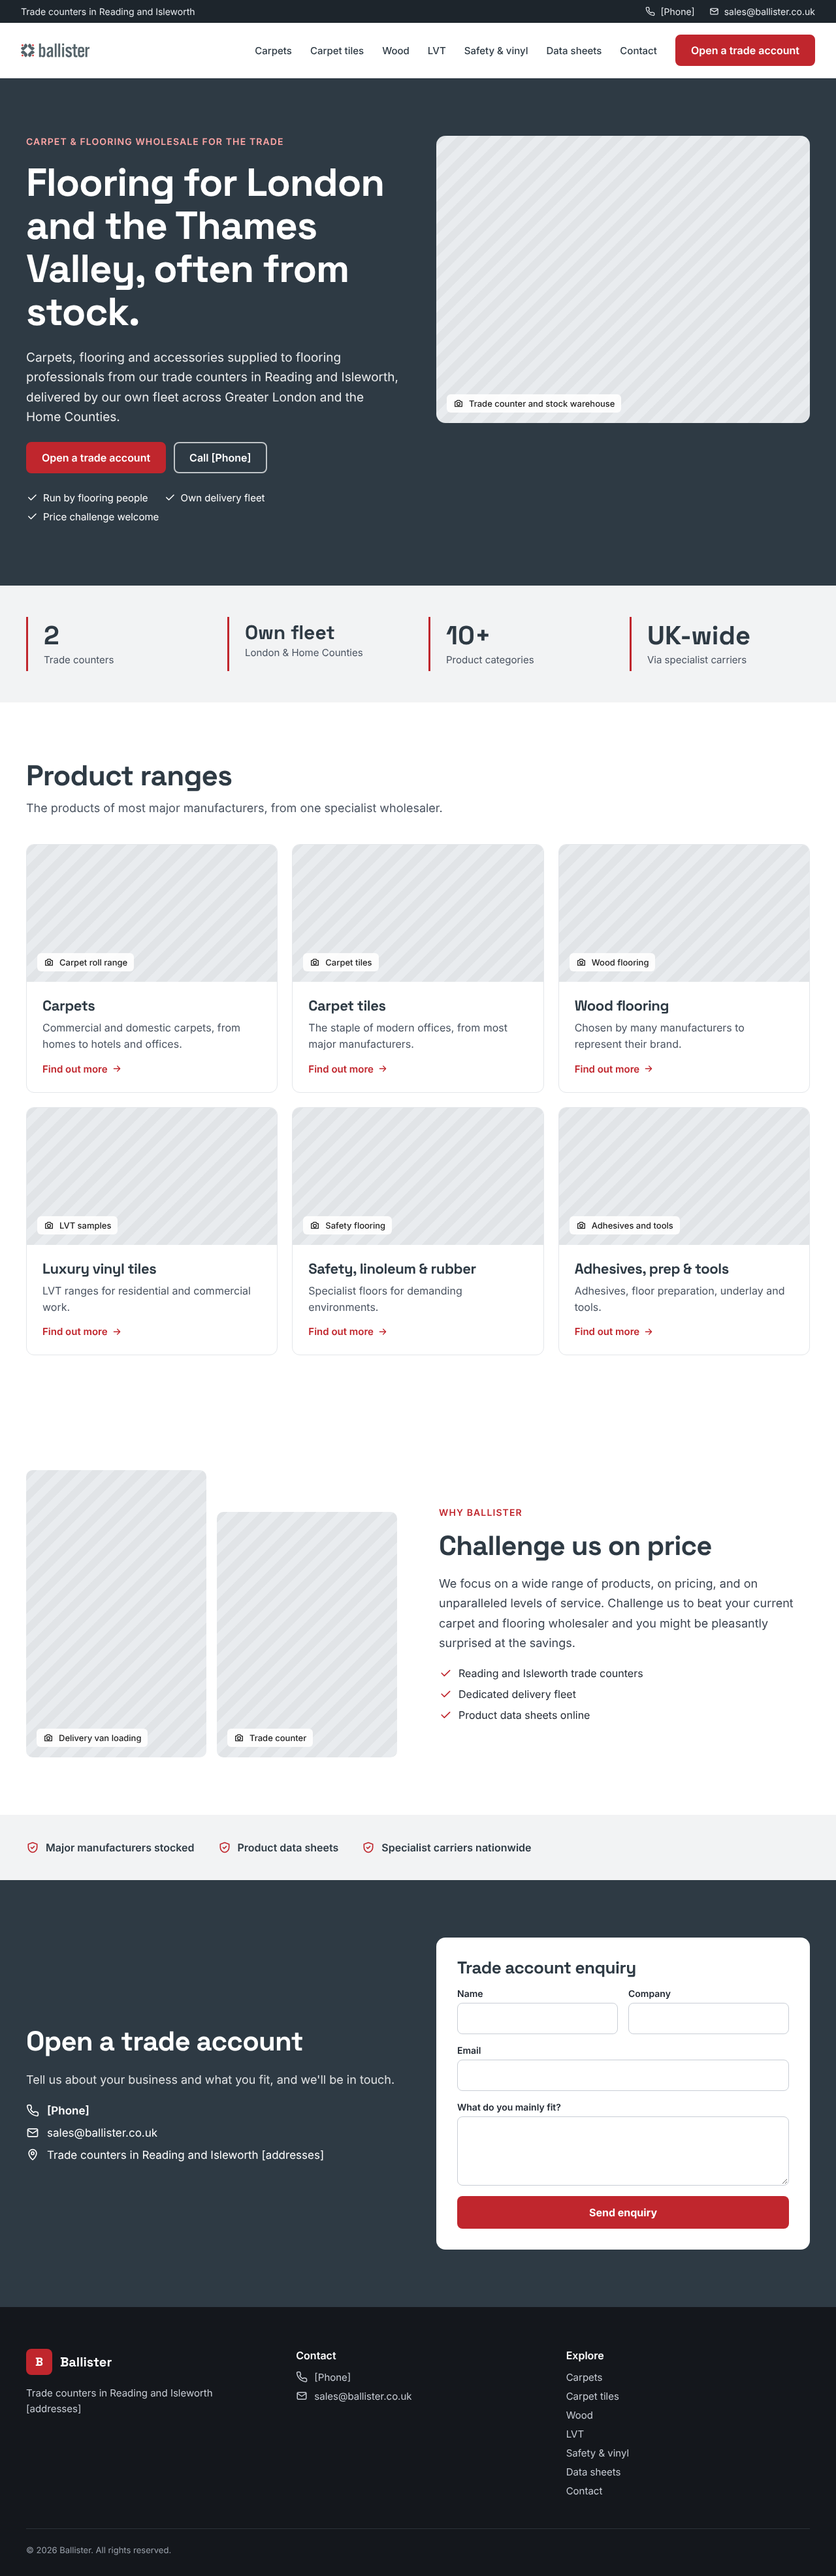 Trade counters in Reading and Isleworth
[Phone]
sales@ballister.co.uk
ballister
Carpets
Carpet tiles
Wood
LVT
Safety & vinyl
Data sheets
Contact
Open a trade account
CARPET & FLOORING WHOLESALE FOR THE TRADE
Flooring for London
and the Thames
Valley, often from
stock.
Carpets, flooring and accessories supplied to flooring
professionals from our trade counters in Reading and Isleworth,
delivered by our own fleet across Greater London and the
Home Counties.
Open a trade account
Call [Phone]
Run by flooring people
Own delivery fleet
Price challenge welcome
Trade counter and stock warehouse
2
Trade counters
Own fleet
London & Home Counties
10+
Product categories
UK-wide
Via specialist carriers
Product ranges
The products of most major manufacturers, from one specialist wholesaler.
Carpet roll range
Carpets
Commercial and domestic carpets, from
homes to hotels and offices.
Find out more
Carpet tiles
Carpet tiles
The staple of modern offices, from most
major manufacturers.
Find out more
Wood flooring
Wood flooring
Chosen by many manufacturers to
represent their brand.
Find out more
LVT samples
Luxury vinyl tiles
LVT ranges for residential and commercial
work.
Find out more
Safety flooring
Safety, linoleum & rubber
Specialist floors for demanding
environments.
Find out more
Adhesives and tools
Adhesives, prep & tools
Adhesives, floor preparation, underlay and
tools.
Find out more
Delivery van loading
Trade counter
WHY BALLISTER
Challenge us on price
We focus on a wide range of products, on pricing, and on
unparalleled levels of service. Challenge us to beat your current
carpet and flooring wholesaler and you might be pleasantly
surprised at the savings.
Reading and Isleworth trade counters
Dedicated delivery fleet
Product data sheets online
Major manufacturers stocked
Product data sheets
Specialist carriers nationwide
Open a trade account
Tell us about your business and what you fit, and we'll be in touch.
[Phone]
sales@ballister.co.uk
Trade counters in Reading and Isleworth [addresses]
Trade account enquiry
Name
Company
Email
What do you mainly fit?
Send enquiry
B
Ballister
Trade counters in Reading and Isleworth
[addresses]
Contact
[Phone]
sales@ballister.co.uk
Explore
Carpets
Carpet tiles
Wood
LVT
Safety & vinyl
Data sheets
Contact
© 2026 Ballister. All rights reserved.